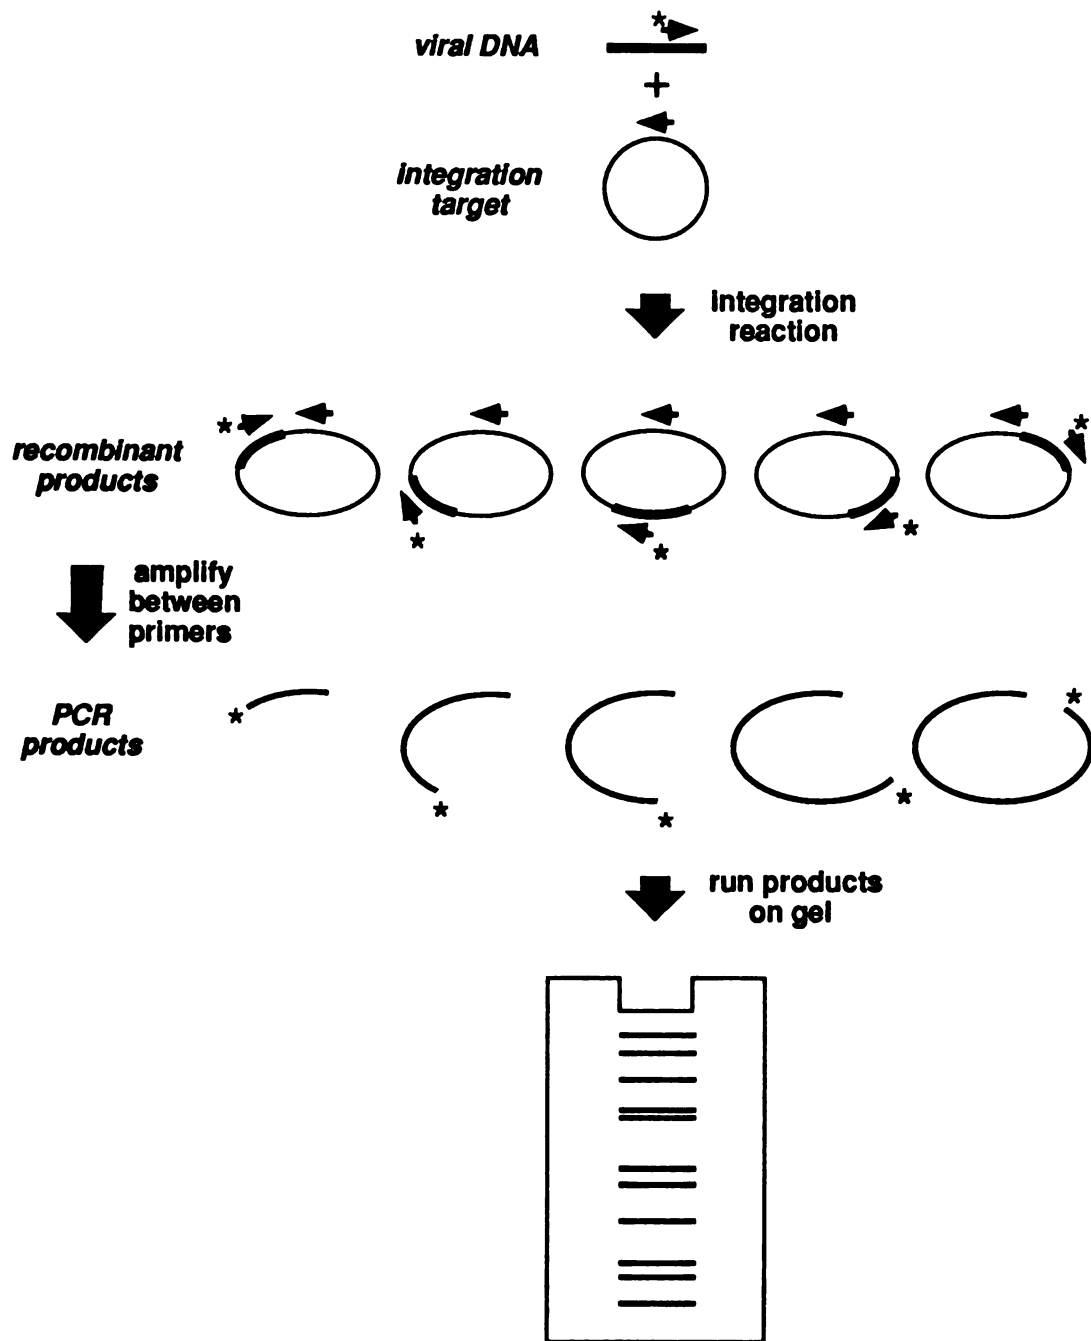 *
viral DNA
+
integration
target
integration
reaction
*
*
recombinant
products
*
*
*
amplify
between
primers
PCR
products
*
*
*
*
*
run products
on gel